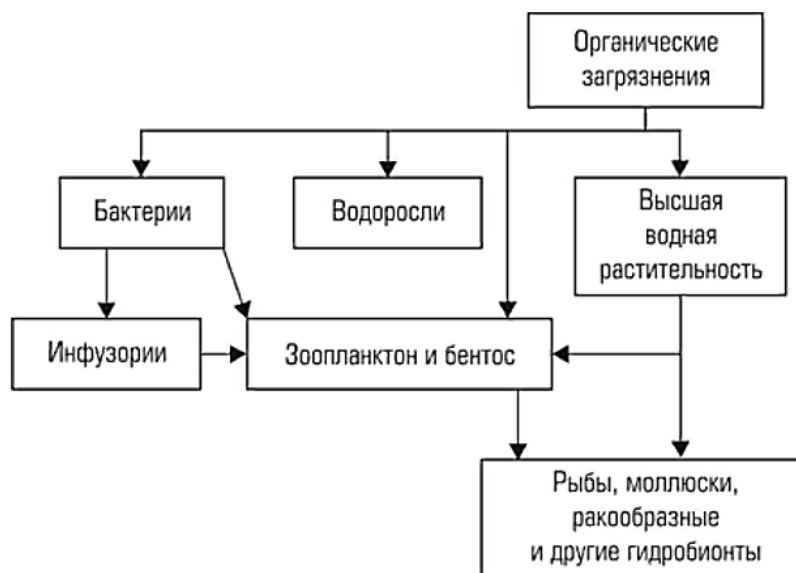 Органические
загрязнения
Бактерии
Водоросли
Высшая
водная
растительность
Инфузории
Зоопланктон и бентос
Рыбы, моллюски,
ракообразные
и другие гидробионты